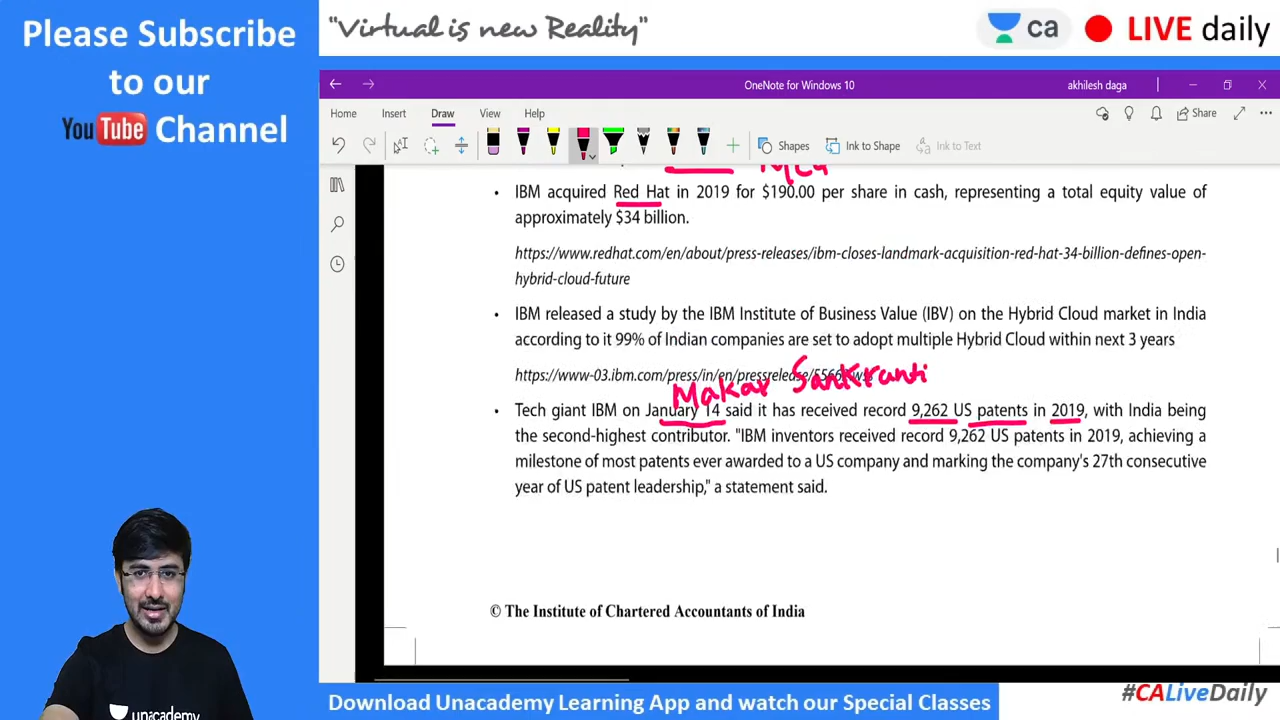 Please Subscribe
to our
YouTube Channel
"Virtual is new Reality"
ca
LIVE daily
OneNote for Windows 10
akhilesh daga
Home
Insert
Draw
View
Help
Share
Shapes
Ink to Shape
Ink to Text
• IBM acquired Red Hat in 2019 for $190.00 per share in cash, representing a total equity value of
approximately $34 billion.
https://www.redhat.com/en/about/press-releases/ibm-closes-landmark-acquisition-red-hat-34-billion-defines-open-
hybrid-cloud-future
• IBM released a study by the IBM Institute of Business Value (IBV) on the Hybrid Cloud market in India
according to it 99% of Indian companies are set to adopt multiple Hybrid Cloud within next 3 years
https://www-03.ibm.com/press/in/en/pressrelease/
Makar Sankranti
• Tech giant IBM on January 14 said it has received record 9,262 US patents in 2019, with India being
the second-highest contributor. "IBM inventors received record 9,262 US patents in 2019, achieving a
milestone of most patents ever awarded to a US company and marking the company's 27th consecutive
year of US patent leadership," a statement said.
© The Institute of Chartered Accountants of India
unacademy
Download Unacademy Learning App and watch our Special Classes
#CALiveDaily